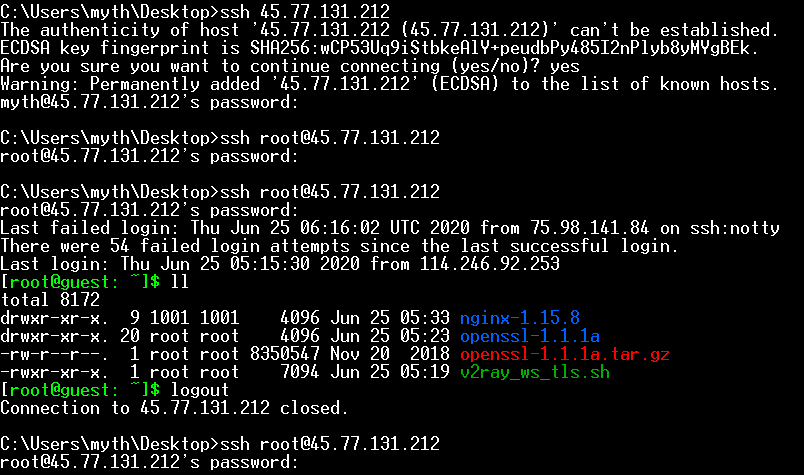 C:\Users\myth\Desktop>ssh 45.77.131.212
The authenticity of host '45.77.131.212 (45.77.131.212)' can't be established.
ECDSA key fingerprint is SHA256:wCP53Uq9iStbkeAlY+peudbPy485I2nPlyb8yMYgBEk.
Are you sure you want to continue connecting (yes/no)? yes
Warning: Permanently added '45.77.131.212' (ECDSA) to the list of known hosts.
myth@45.77.131.212's password:
C:\Users\myth\Desktop>ssh root@45.77.131.212
root@45.77.131.212's password:
C:\Users\myth\Desktop>ssh root@45.77.131.212
root@45.77.131.212's password:
Last failed login: Thu Jun 25 06:16:02 UTC 2020 from 75.98.141.84 on ssh:notty
There were 54 failed login attempts since the last successful login.
Last login: Thu Jun 25 05:15:30 2020 from 114.246.92.253
[root@guest: ~]$ ll
total 8172
drwxr-xr-x.  9 1001 1001    4096 Jun 25 05:33 nginx-1.15.8
drwxr-xr-x. 20 root root    4096 Jun 25 05:23 openssl-1.1.1a
-rw-r--r--.  1 root root 8350547 Nov 20  2018 openssl-1.1.1a.tar.gz
-rwxr-xr-x.  1 root root    7094 Jun 25 05:19 v2ray_ws_tls.sh
[root@guest: ~]$ logout
Connection to 45.77.131.212 closed.
C:\Users\myth\Desktop>ssh root@45.77.131.212
root@45.77.131.212's password: